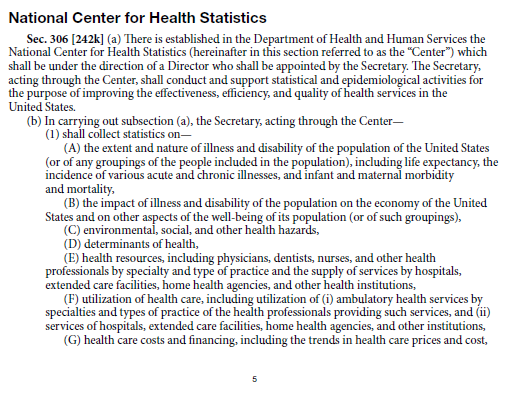 National Center for Health Statistics
Sec. 306 [242k] (a) There is established in the Department of Health and Human Services the
National Center for Health Statistics (hereinafter in this section referred to as the “Center”) which
shall be under the direction of a Director who shall be appointed by the Secretary. The Secretary,
acting through the Center, shall conduct and support statistical and epidemiological activities for
the purpose of improving the effectiveness, efficiency, and quality of health services in the
United States.
(b) In carrying out subsection (a), the Secretary, acting through the Center—
(1) shall collect statistics on—
(A) the extent and nature of illness and disability of the population of the United States
(or of any groupings of the people included in the population), including life expectancy, the
incidence of various acute and chronic illnesses, and infant and maternal morbidity
and mortality,
(B) the impact of illness and disability of the population on the economy of the United
States and on other aspects of the well-being of its population (or of such groupings),
(C) environmental, social, and other health hazards,
(D) determinants of health,
(E) health resources, including physicians, dentists, nurses, and other health
professionals by specialty and type of practice and the supply of services by hospitals,
extended care facilities, home health agencies, and other health institutions,
(F) utilization of health care, including utilization of (i) ambulatory health services by
specialties and types of practice of the health professionals providing such services, and (ii)
services of hospitals, extended care facilities, home health agencies, and other institutions,
(G) health care costs and financing, including the trends in health care prices and cost,
5